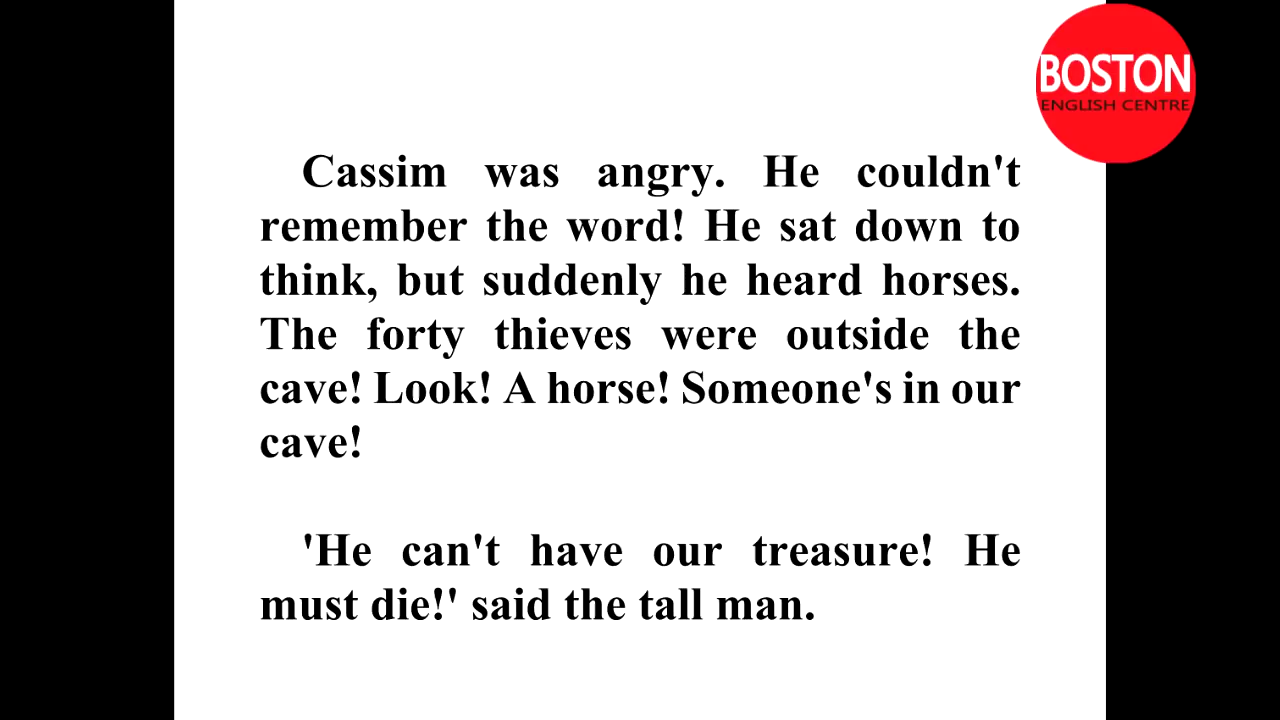 BOSTON
ENGLISH CENTRE
Cassim was angry. He couldn't
remember the word! He sat down to
think, but suddenly he heard horses.
The forty thieves were outside the
cave! Look! A horse! Someone's in our
cave!
'He can't have our treasure! He
must die!' said the tall man.